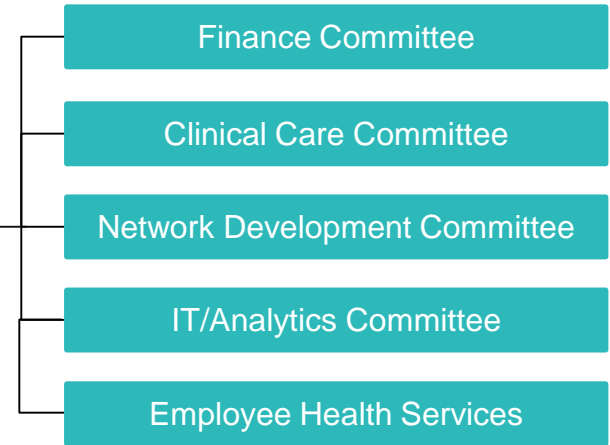 Finance Committee
Clinical Care Committee
Network Development Committee
IT/Analytics Committee
Employee Health Services